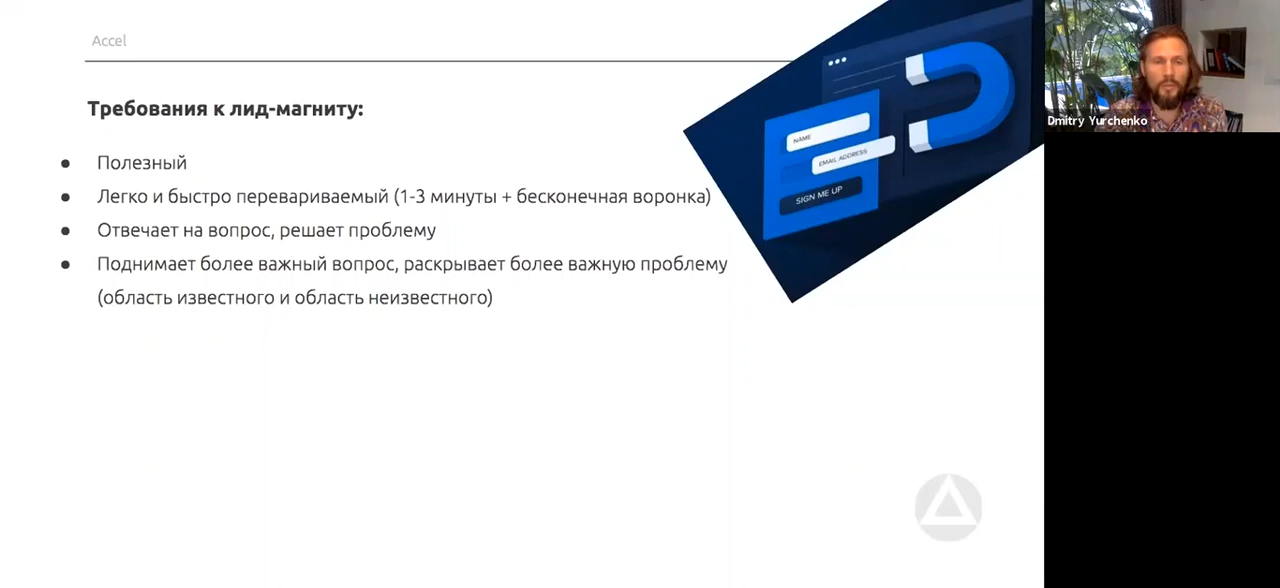 Accel
Требования к лид-магниту:
Полезный
Легко и быстро перевариваемый (1-3 минуты + бесконечная воронка)
Отвечает на вопрос, решает проблему
Поднимает более важный вопрос, раскрывает более важную проблему
(область известного и область неизвестного)
NAME
EMAIL ADDRESS
SIGN ME UP
Dmitry Yurchenko